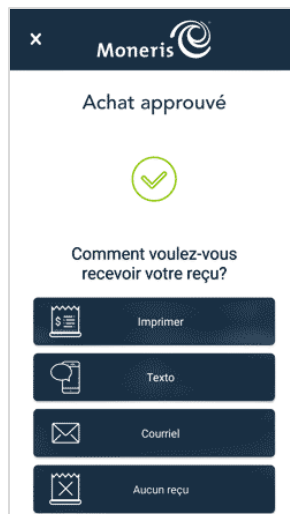 ×
Moneris
Achat approuvé
Comment voulez-vous
recevoir votre reçu?
$
Imprimer
Texto
Courriel
Aucun reçu